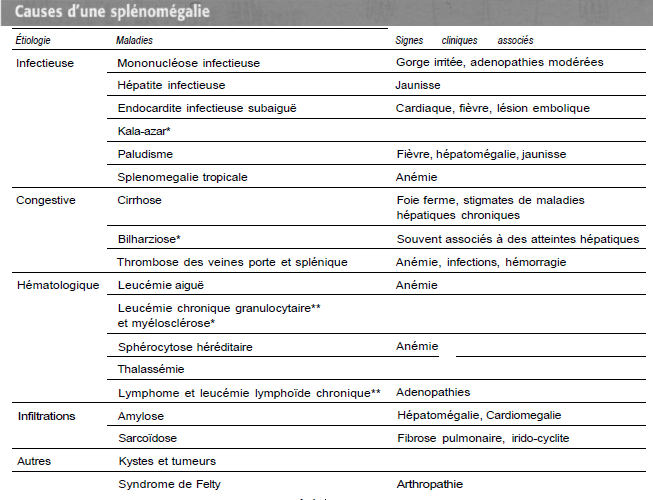 Causes d'une splénomégalie
Étiologie Maladies Signes cliniques associés
Infectieuse Mononucléose infectieuse Gorge irritée, adenopathies modérées
Hépatite infectieuse Jaunisse
Endocardite infectieuse subaiguë Cardiaque, fièvre, lésion embolique
Kala-azar*
Paludisme Fièvre, hépatomégalie, jaunisse
Splenomegalie tropicale Anémie
Congestive Cirrhose Foie ferme, stigmates de maladies
hépatiques chroniques
Bilharziose* Souvent associés à des atteintes hépatiques
Thrombose des veines porte et splénique Anémie, infections, hémorragie
Hématologique Leucémie aiguë Anémie
Leucémie chronique granulocytaire**
et myélosclérose*
Sphérocytose héréditaire Anémie
Thalassémie
Lymphome et leucémie lymphoïde chronique** Adenopathies
Infiltrations Amylose Hépatomégalie, Cardiomegalie
Sarcoïdose Fibrose pulmonaire, irido-cyclite
Autres Kystes et tumeurs
Syndrome de Felty Arthropathie